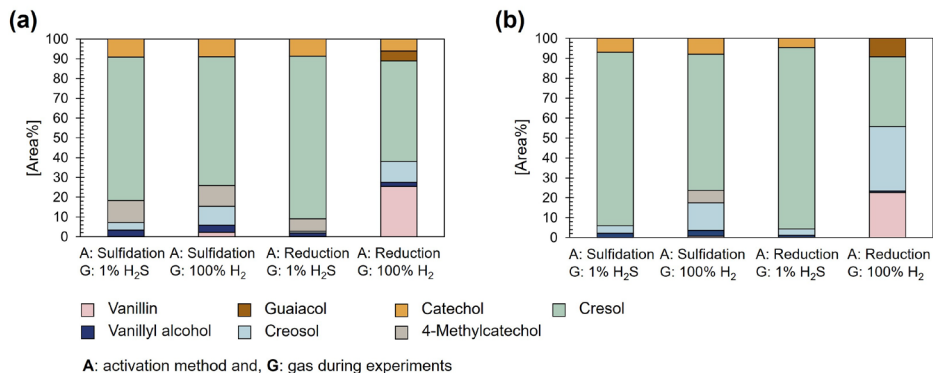 (a)
100
90
80
70
60
50
40
30
20
10
0
[Area%]
A: Sulfidation A: Sulfidation A: Reduction A: Reduction
G: 1% H₂S G: 100% H₂ G: 1% H₂S G: 100% H₂
(b)
100
90
80
70
60
50
40
30
20
10
0
[Area%]
A: Sulfidation A: Sulfidation A: Reduction A: Reduction
G: 1% H₂S G: 100% H₂ G: 1% H₂S G: 100% H₂
Vanillin Guaiacol Catechol Cresol
Vanillyl alcohol Creosol 4-Methylcatechol
A: activation method and, G: gas during experiments